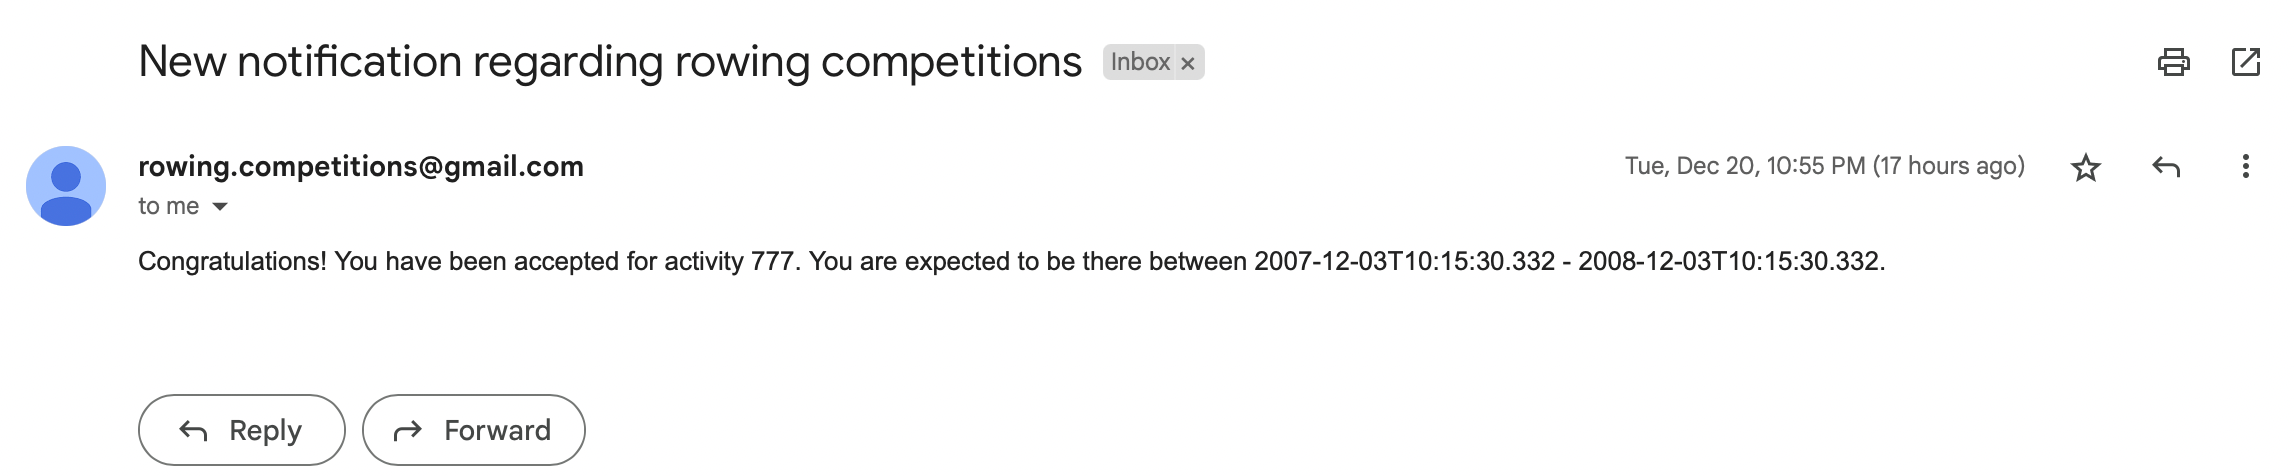 New notification regarding rowing competitions Inbox ×
rowing.competitions@gmail.com Tue, Dec 20, 10:55 PM (17 hours ago)
to me
Congratulations! You have been accepted for activity 777. You are expected to be there between 2007-12-03T10:15:30.332 - 2008-12-03T10:15:30.332.
Reply Forward